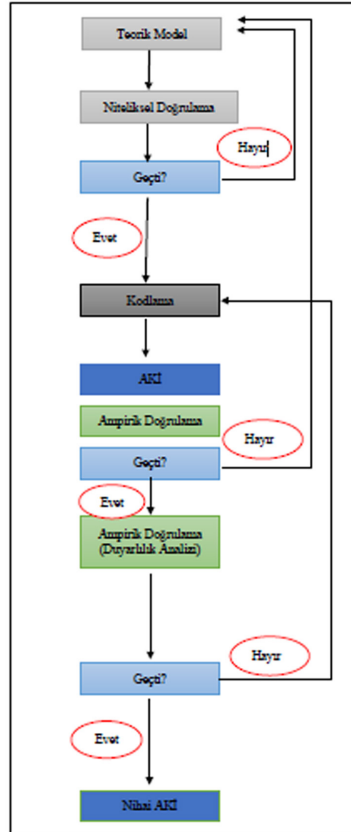 Teorik Model
Niteliksel Doğrulama
Hayır
Geçti?
Evet
Kodlama
AKİ
Ampirik Doğrulama
Hayır
Geçti?
Evet
Ampirik Doğrulama
(Duyarlılık Analizi)
Hayır
Geçti?
Evet
Nihai AKİ